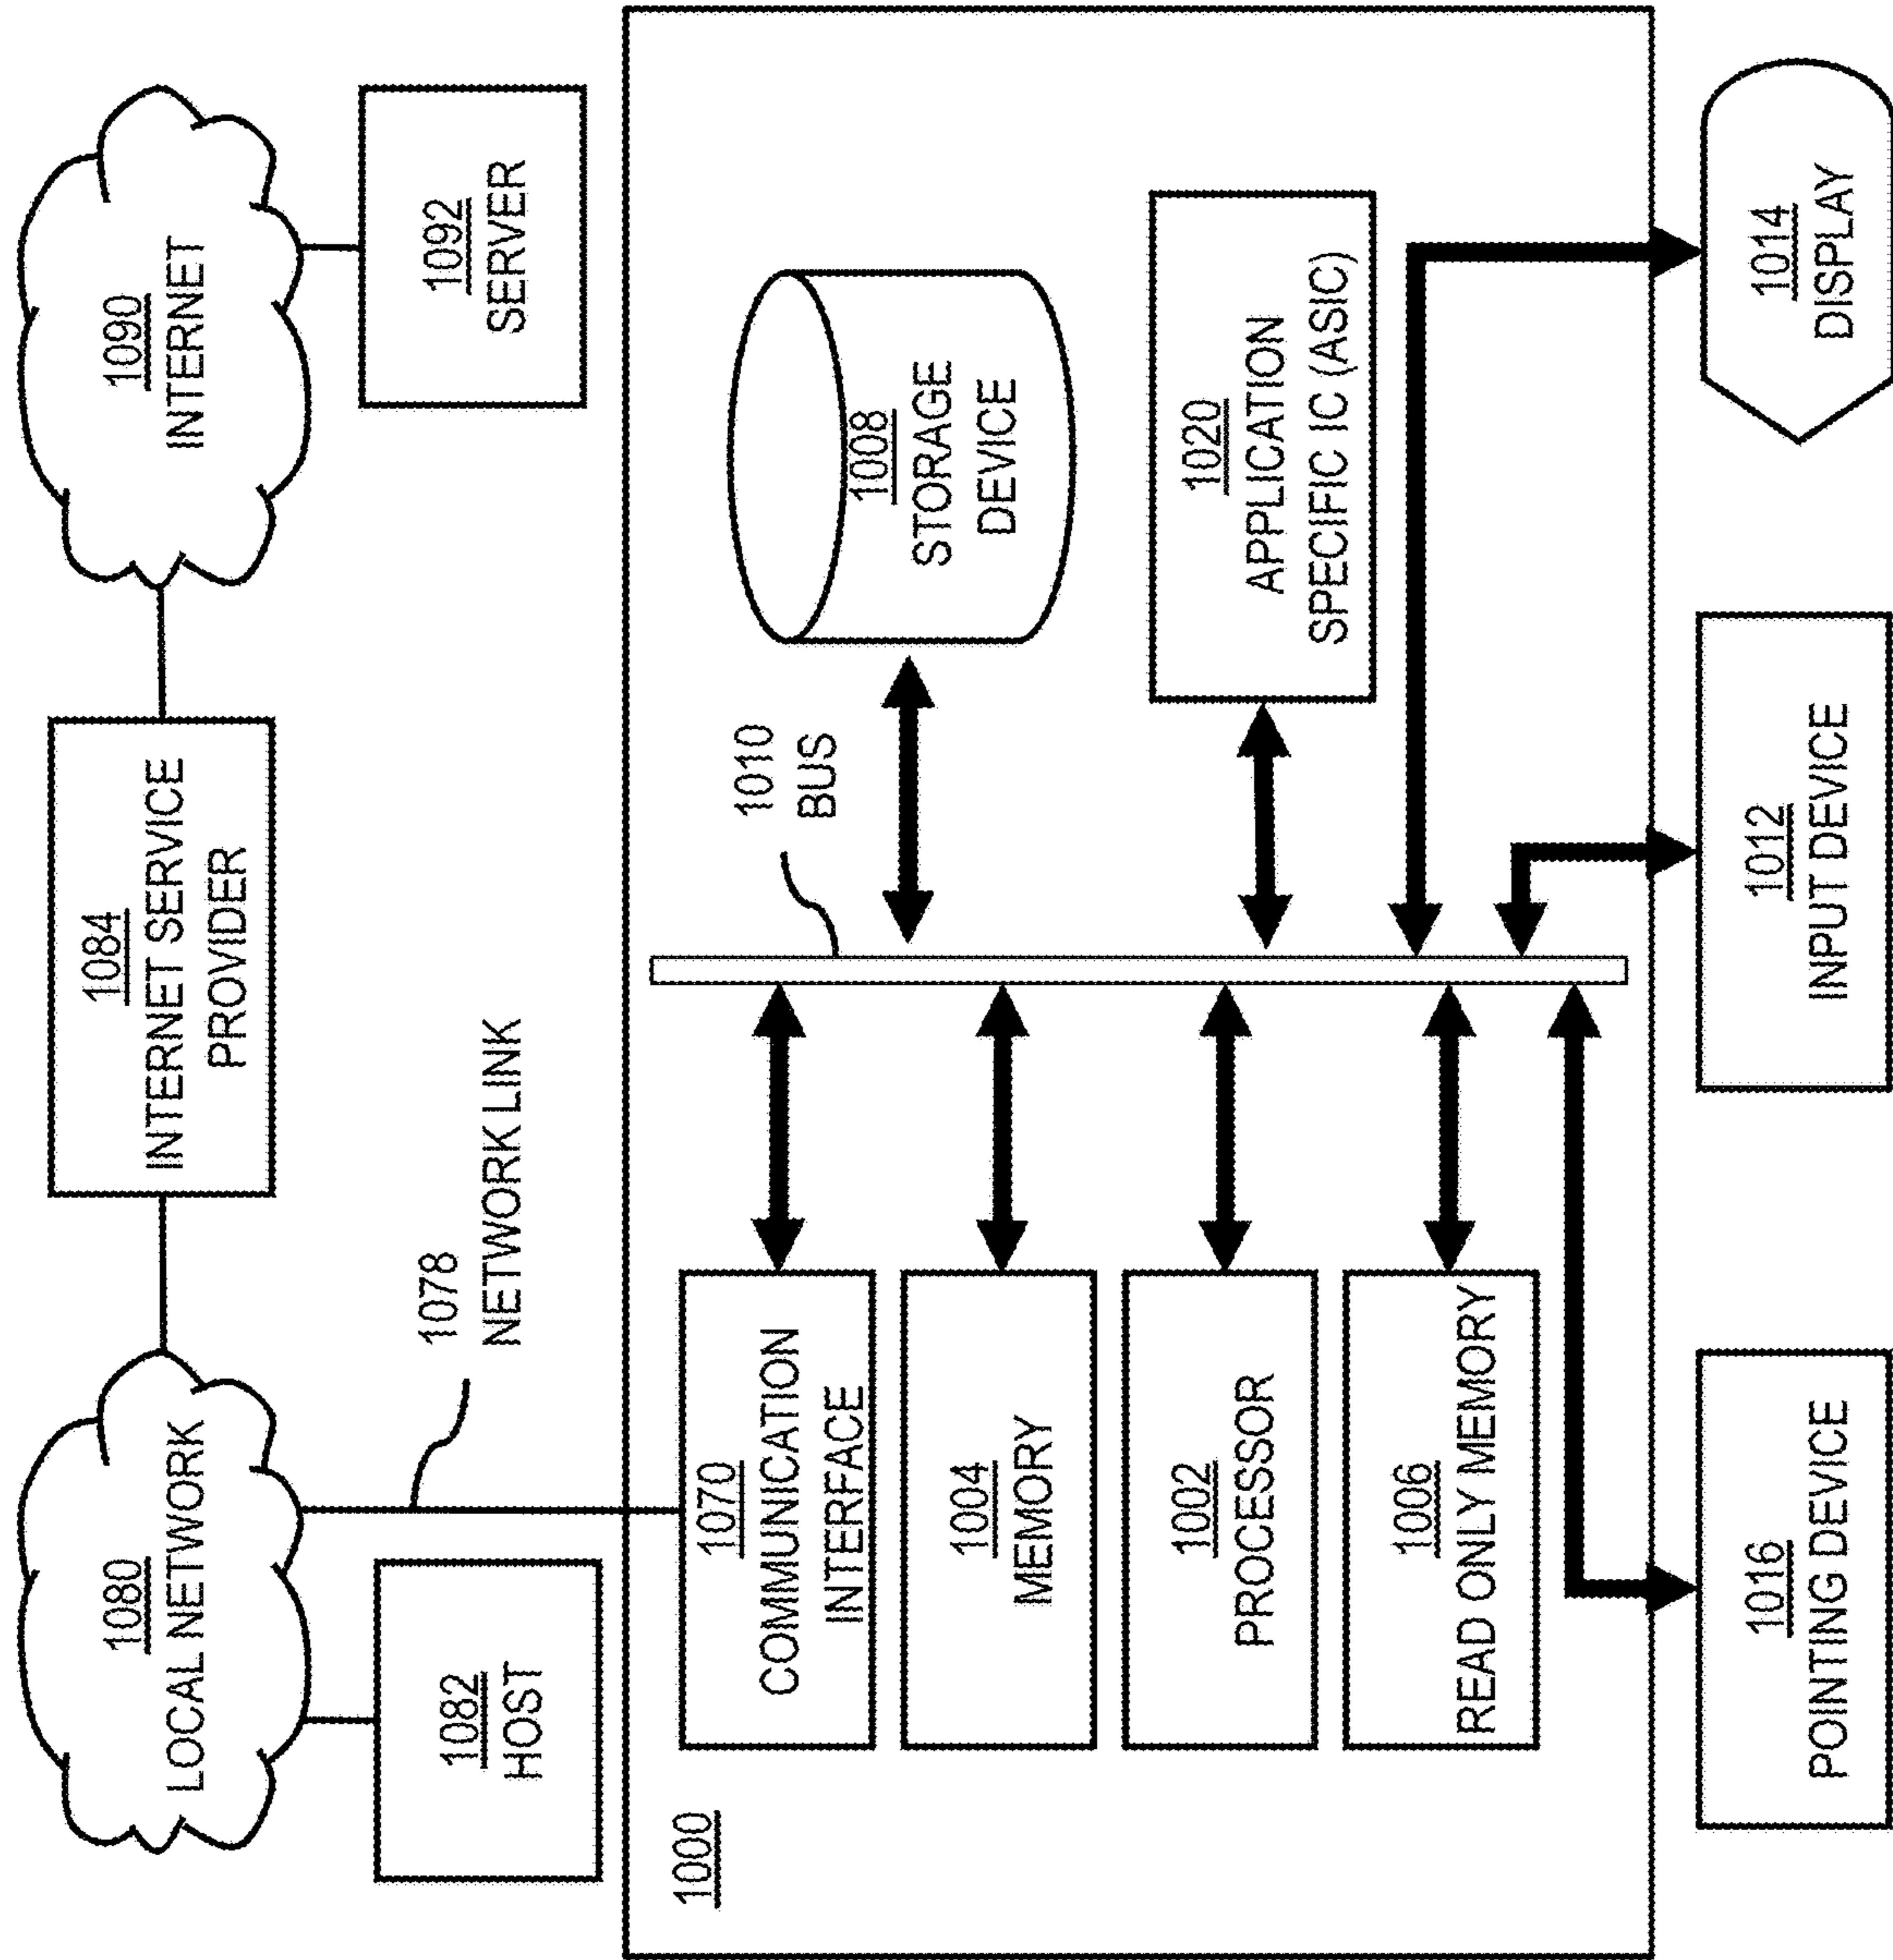 1080
LOCAL NETWORK
1084
INTERNET SERVICE
PROVIDER
1090
INTERNET
1082
HOST
1078
NETWORK LINK
1092
SERVER
1000
1070
COMMUNICATION
INTERFACE
1010
BUS
1008
STORAGE
DEVICE
1004
MEMORY
1002
PROCESSOR
1020
APPLICATION
SPECIFIC IC (ASIC)
1006
READ ONLY MEMORY
1016
POINTING DEVICE
1012
INPUT DEVICE
1014
DISPLAY